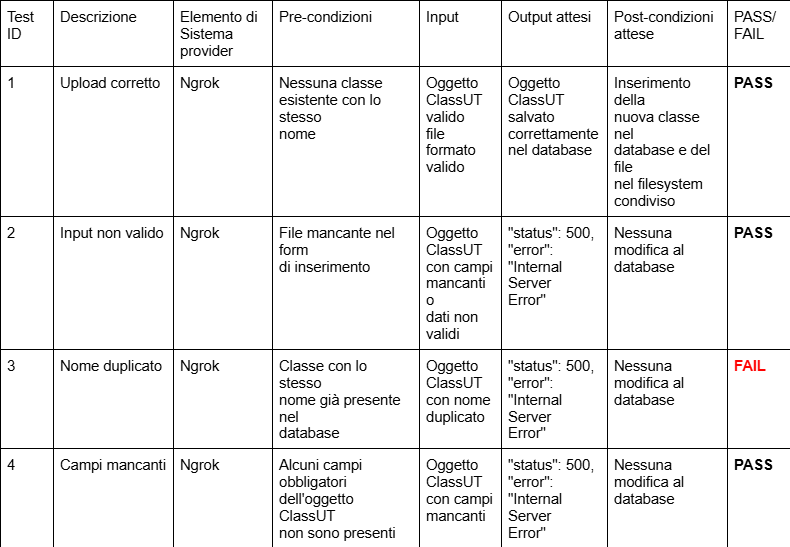 Test
ID
Descrizione
Elemento di
Sistema
provider
Pre-condizioni
Input
Output attesi
Post-condizioni
attese
PASS/
FAIL
1
Upload corretto
Ngrok
Nessuna classe
esistente con lo
stesso
nome
Oggetto
ClassUT
valido
file
formato
valido
Oggetto
ClassUT
salvato
correttamente
nel database
Inserimento
della
nuova classe
nel
database e del
file
nel filesystem
condiviso
PASS
2
Input non valido
Ngrok
File mancante nel
form
di inserimento
Oggetto
ClassUT
con campi
mancanti
o
dati non
validi
"status": 500,
"error":
"Internal
Server
Error"
Nessuna
modifica al
database
PASS
3
Nome duplicato
Ngrok
Classe con lo
stesso
nome già presente
nel
database
Oggetto
ClassUT
con nome
duplicato
"status": 500,
"error":
"Internal
Server
Error"
Nessuna
modifica al
database
FAIL
4
Campi mancanti
Ngrok
Alcuni campi
obbligatori
dell'oggetto
ClassUT
non sono presenti
Oggetto
ClassUT
con campi
mancanti
"status": 500,
"error":
"Internal
Server
Error"
Nessuna
modifica al
database
PASS